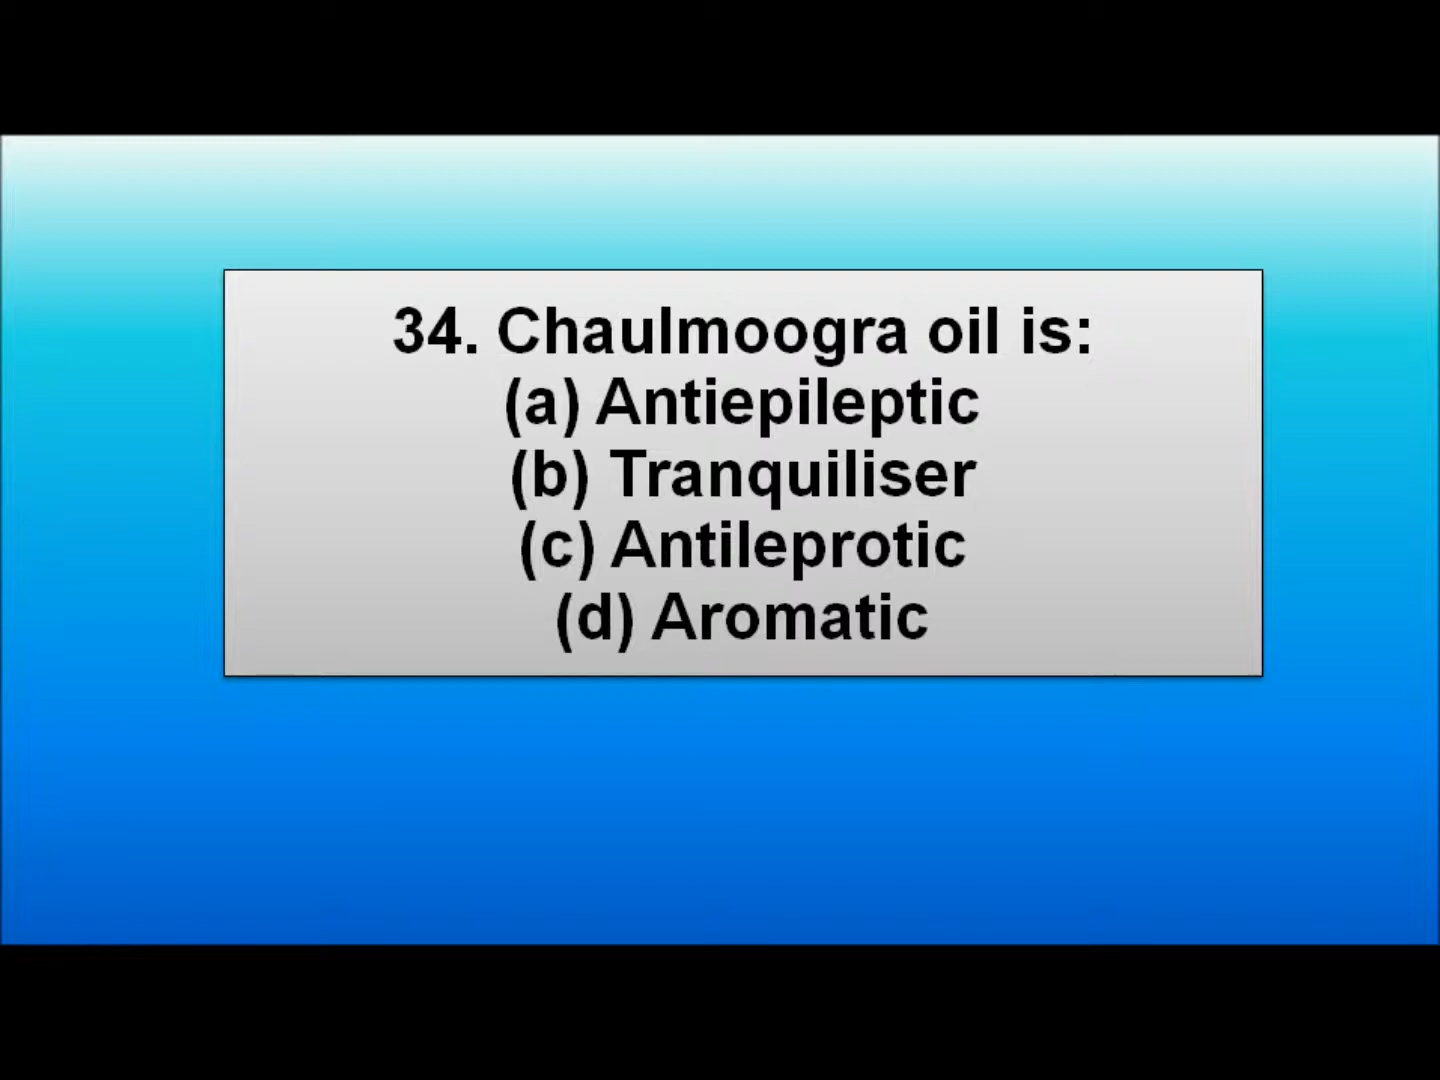 34. Chaulmoogra oil is:
(a) Antiepileptic
(b) Tranquiliser
(c) Antileprotic
(d) Aromatic